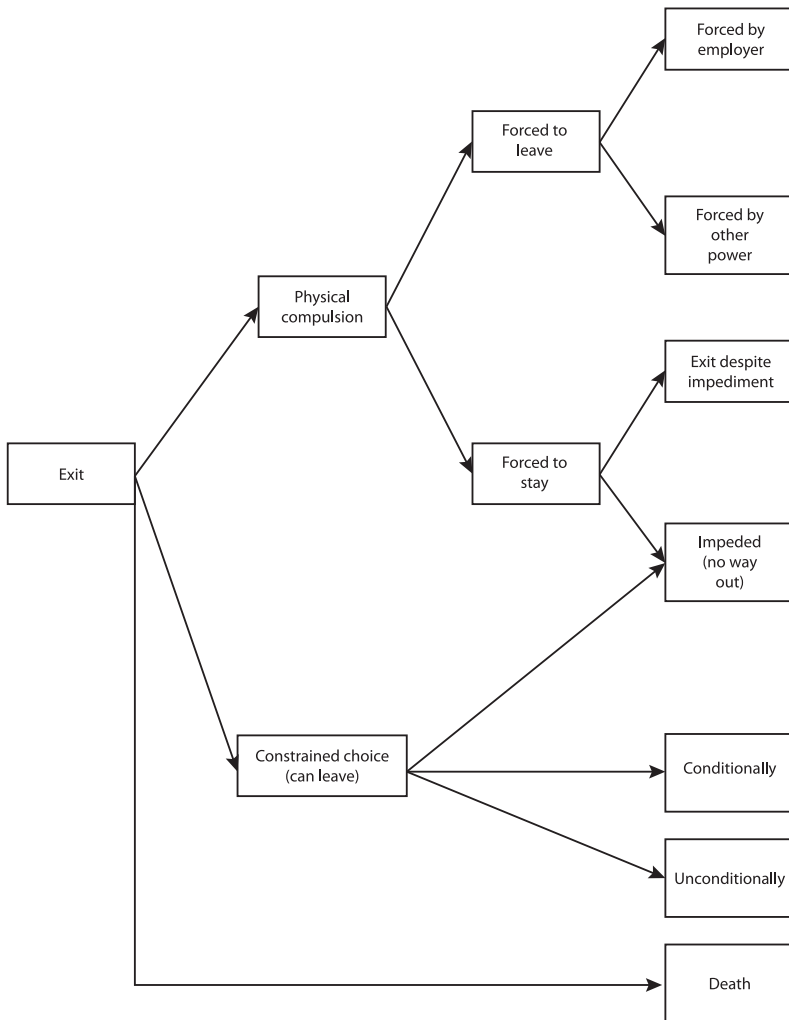 Forced by
employer
Forced to
leave
Forced by
other
power
Physical
compulsion
Exit despite
impediment
Exit
Forced to
stay
Impeded
(no way
out)
Constrained choice
(can leave)
Conditionally
Unconditionally
Death